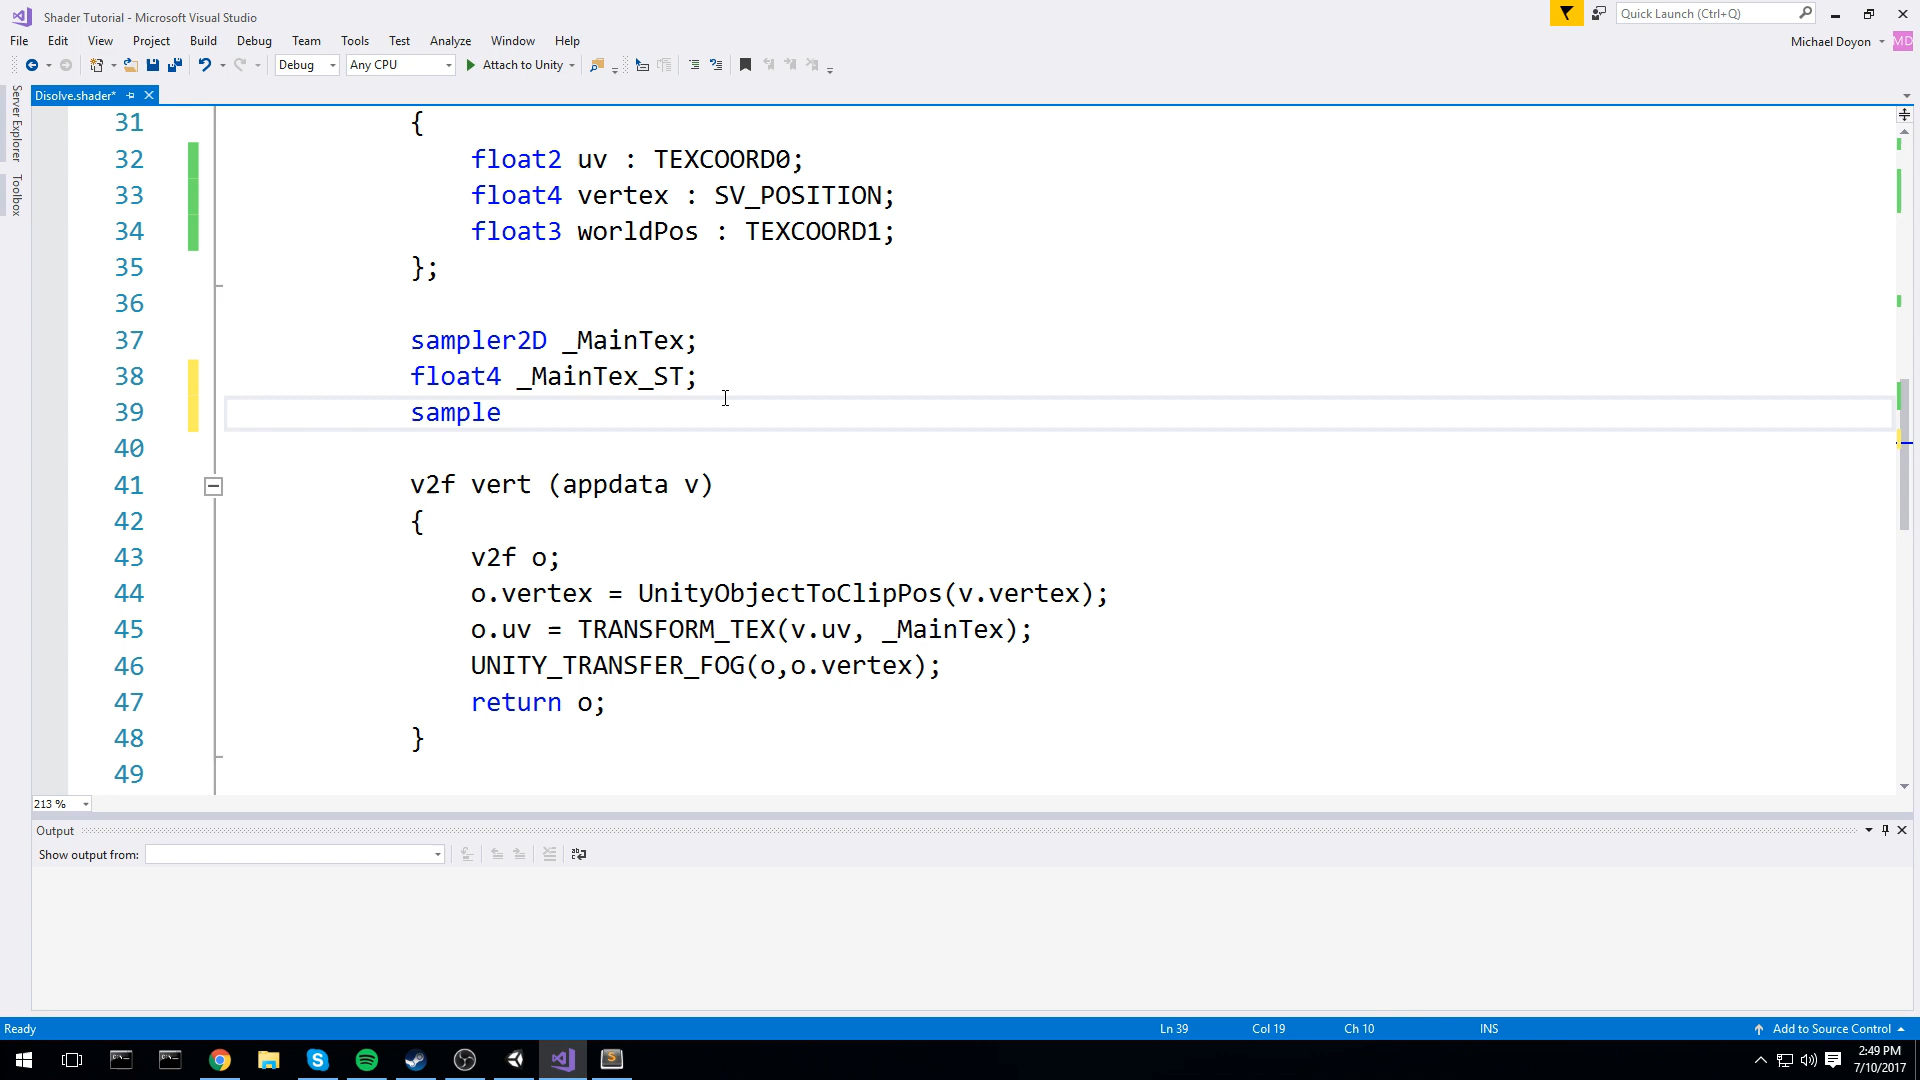 Shader Tutorial - Microsoft Visual Studio
Quick Launch (Ctrl+Q)
File Edit View Project Build Debug Team Tools Test Analyze Window Help
Michael Doyon MD
Debug Any CPU Attach to Unity
Server Explorer
Toolbox
Disolve.shader*
31 {
32 float2 uv : TEXCOORD0;
33 float4 vertex : SV_POSITION;
34 float3 worldPos : TEXCOORD1;
35 };
36
37 sampler2D _MainTex;
38 float4 _MainTex_ST;
39 sample
40
41 v2f vert (appdata v)
42 {
43 v2f o;
44 o.vertex = UnityObjectToClipPos(v.vertex);
45 o.uv = TRANSFORM_TEX(v.uv, _MainTex);
46 UNITY_TRANSFER_FOG(o,o.vertex);
47 return o;
48 }
49
213 %
Output
Show output from:
Ready Ln 39 Col 19 Ch 10 INS Add to Source Control
2:49 PM
7/10/2017